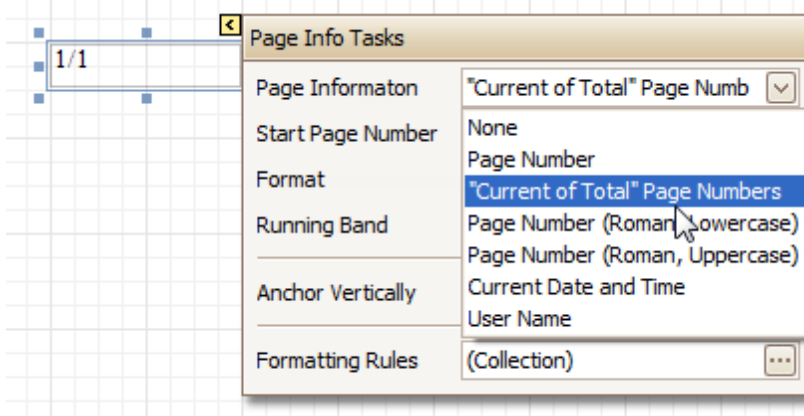 1/1
Page Info Tasks
Page Informaton
"Current of Total" Page Numb
None
Start Page Number
Page Number
Format
"Current of Total" Page Numbers
Running Band
Page Number (Roman, Lowercase)
Page Number (Roman, Uppercase)
Anchor Vertically
Current Date and Time
User Name
Formatting Rules
(Collection)